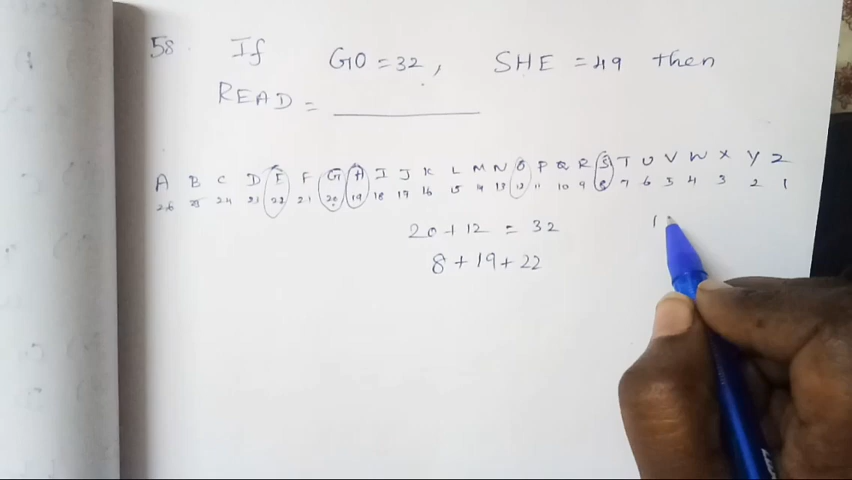 58. If GO = 32, SHE = 49 then
READ = ________
A B C D E F G H I J K L M N O P Q R S T U V W X Y Z
26 25 24 23 22 21 20 19 18 17 16 15 14 13 12 11 10 9 8 7 6 5 4 3 2 1
20 + 12 = 32
8 + 19 + 22
1